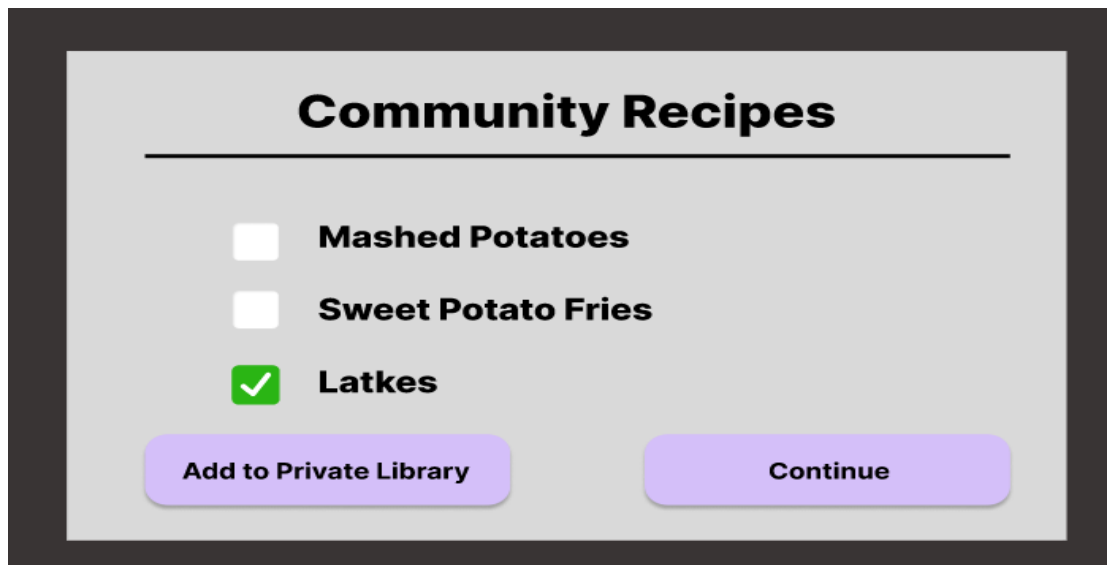 Community Recipes
Mashed Potatoes
Sweet Potato Fries
Latkes
Add to Private Library
Continue